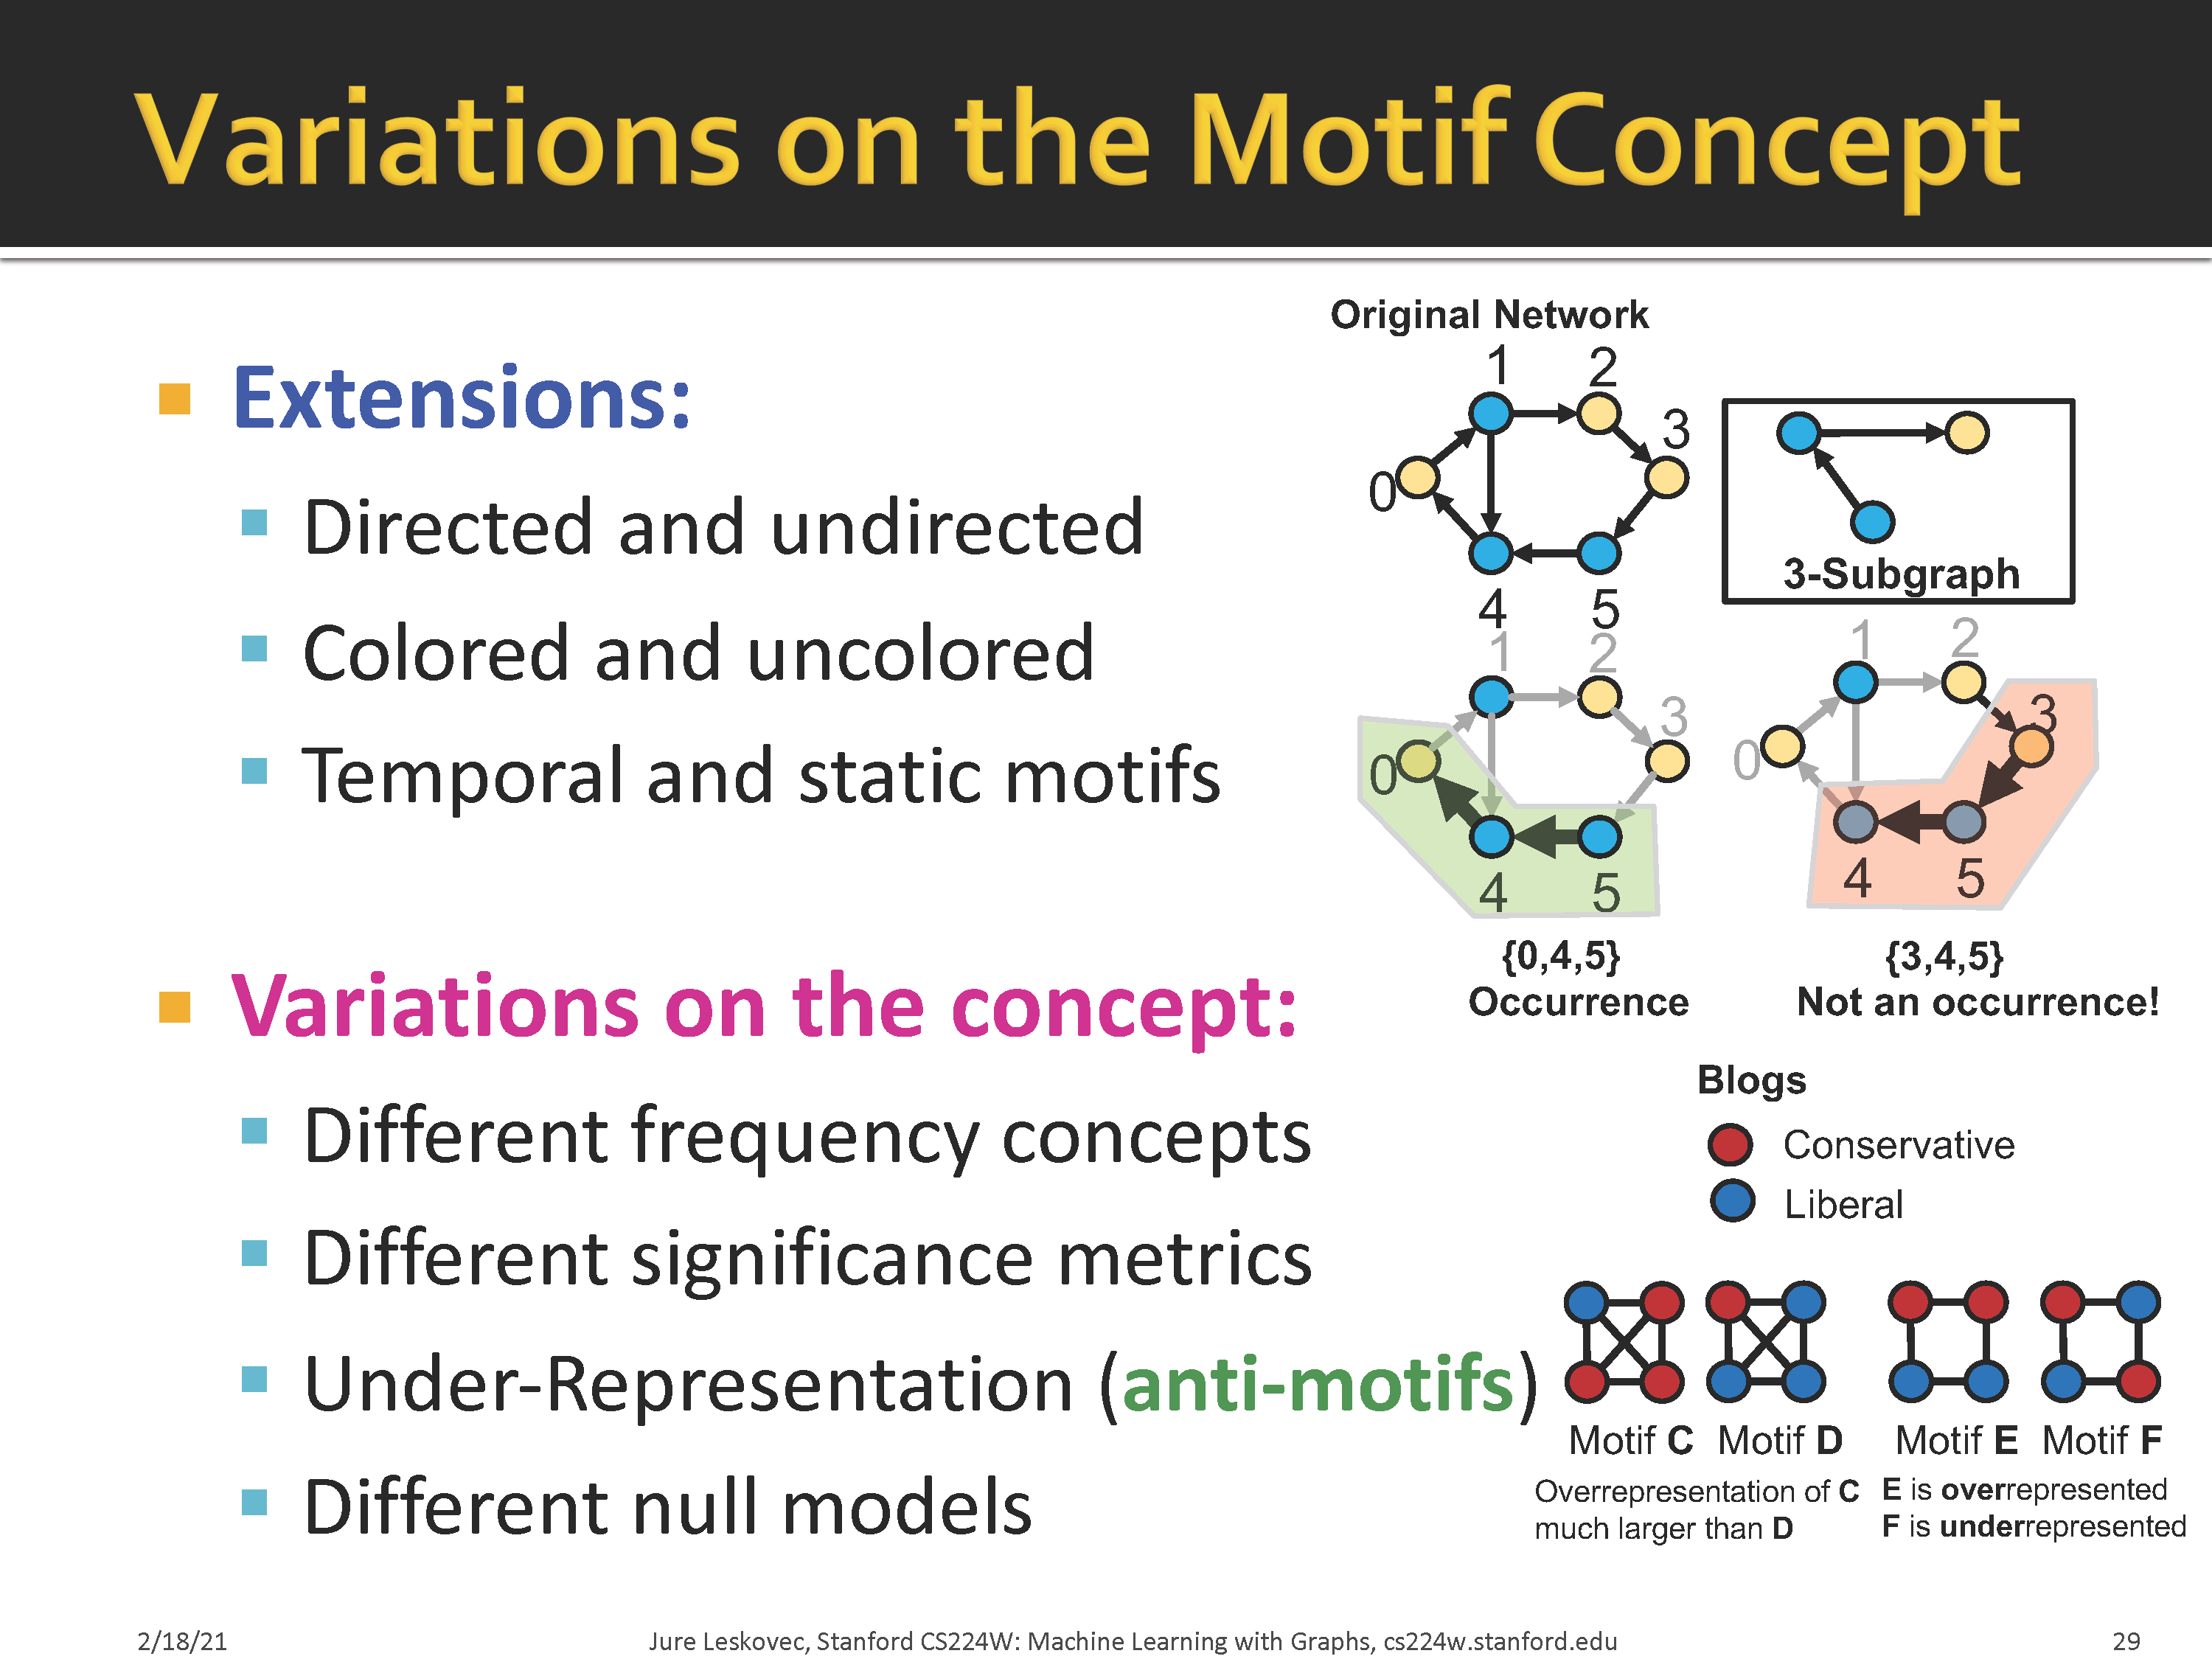 Variations on the Motif Concept
Extensions:
Directed and undirected
Colored and uncolored
Temporal and static motifs
Variations on the concept:
Different frequency concepts
Different significance metrics
Under-Representation (anti-motifs)
Different null models
Original Network
1 2
3
0
4 5
3-Subgraph
1 2
3
0
4 5
{0,4,5}
Occurrence
1 2
3
0
4 5
{3,4,5}
Not an occurrence!
Blogs
Conservative
Liberal
Motif C Motif D
Overrepresentation of C
much larger than D
Motif E Motif F
E is overrepresented
F is underrepresented
2/18/21
Jure Leskovec, Stanford CS224W: Machine Learning with Graphs, cs224w.stanford.edu
29